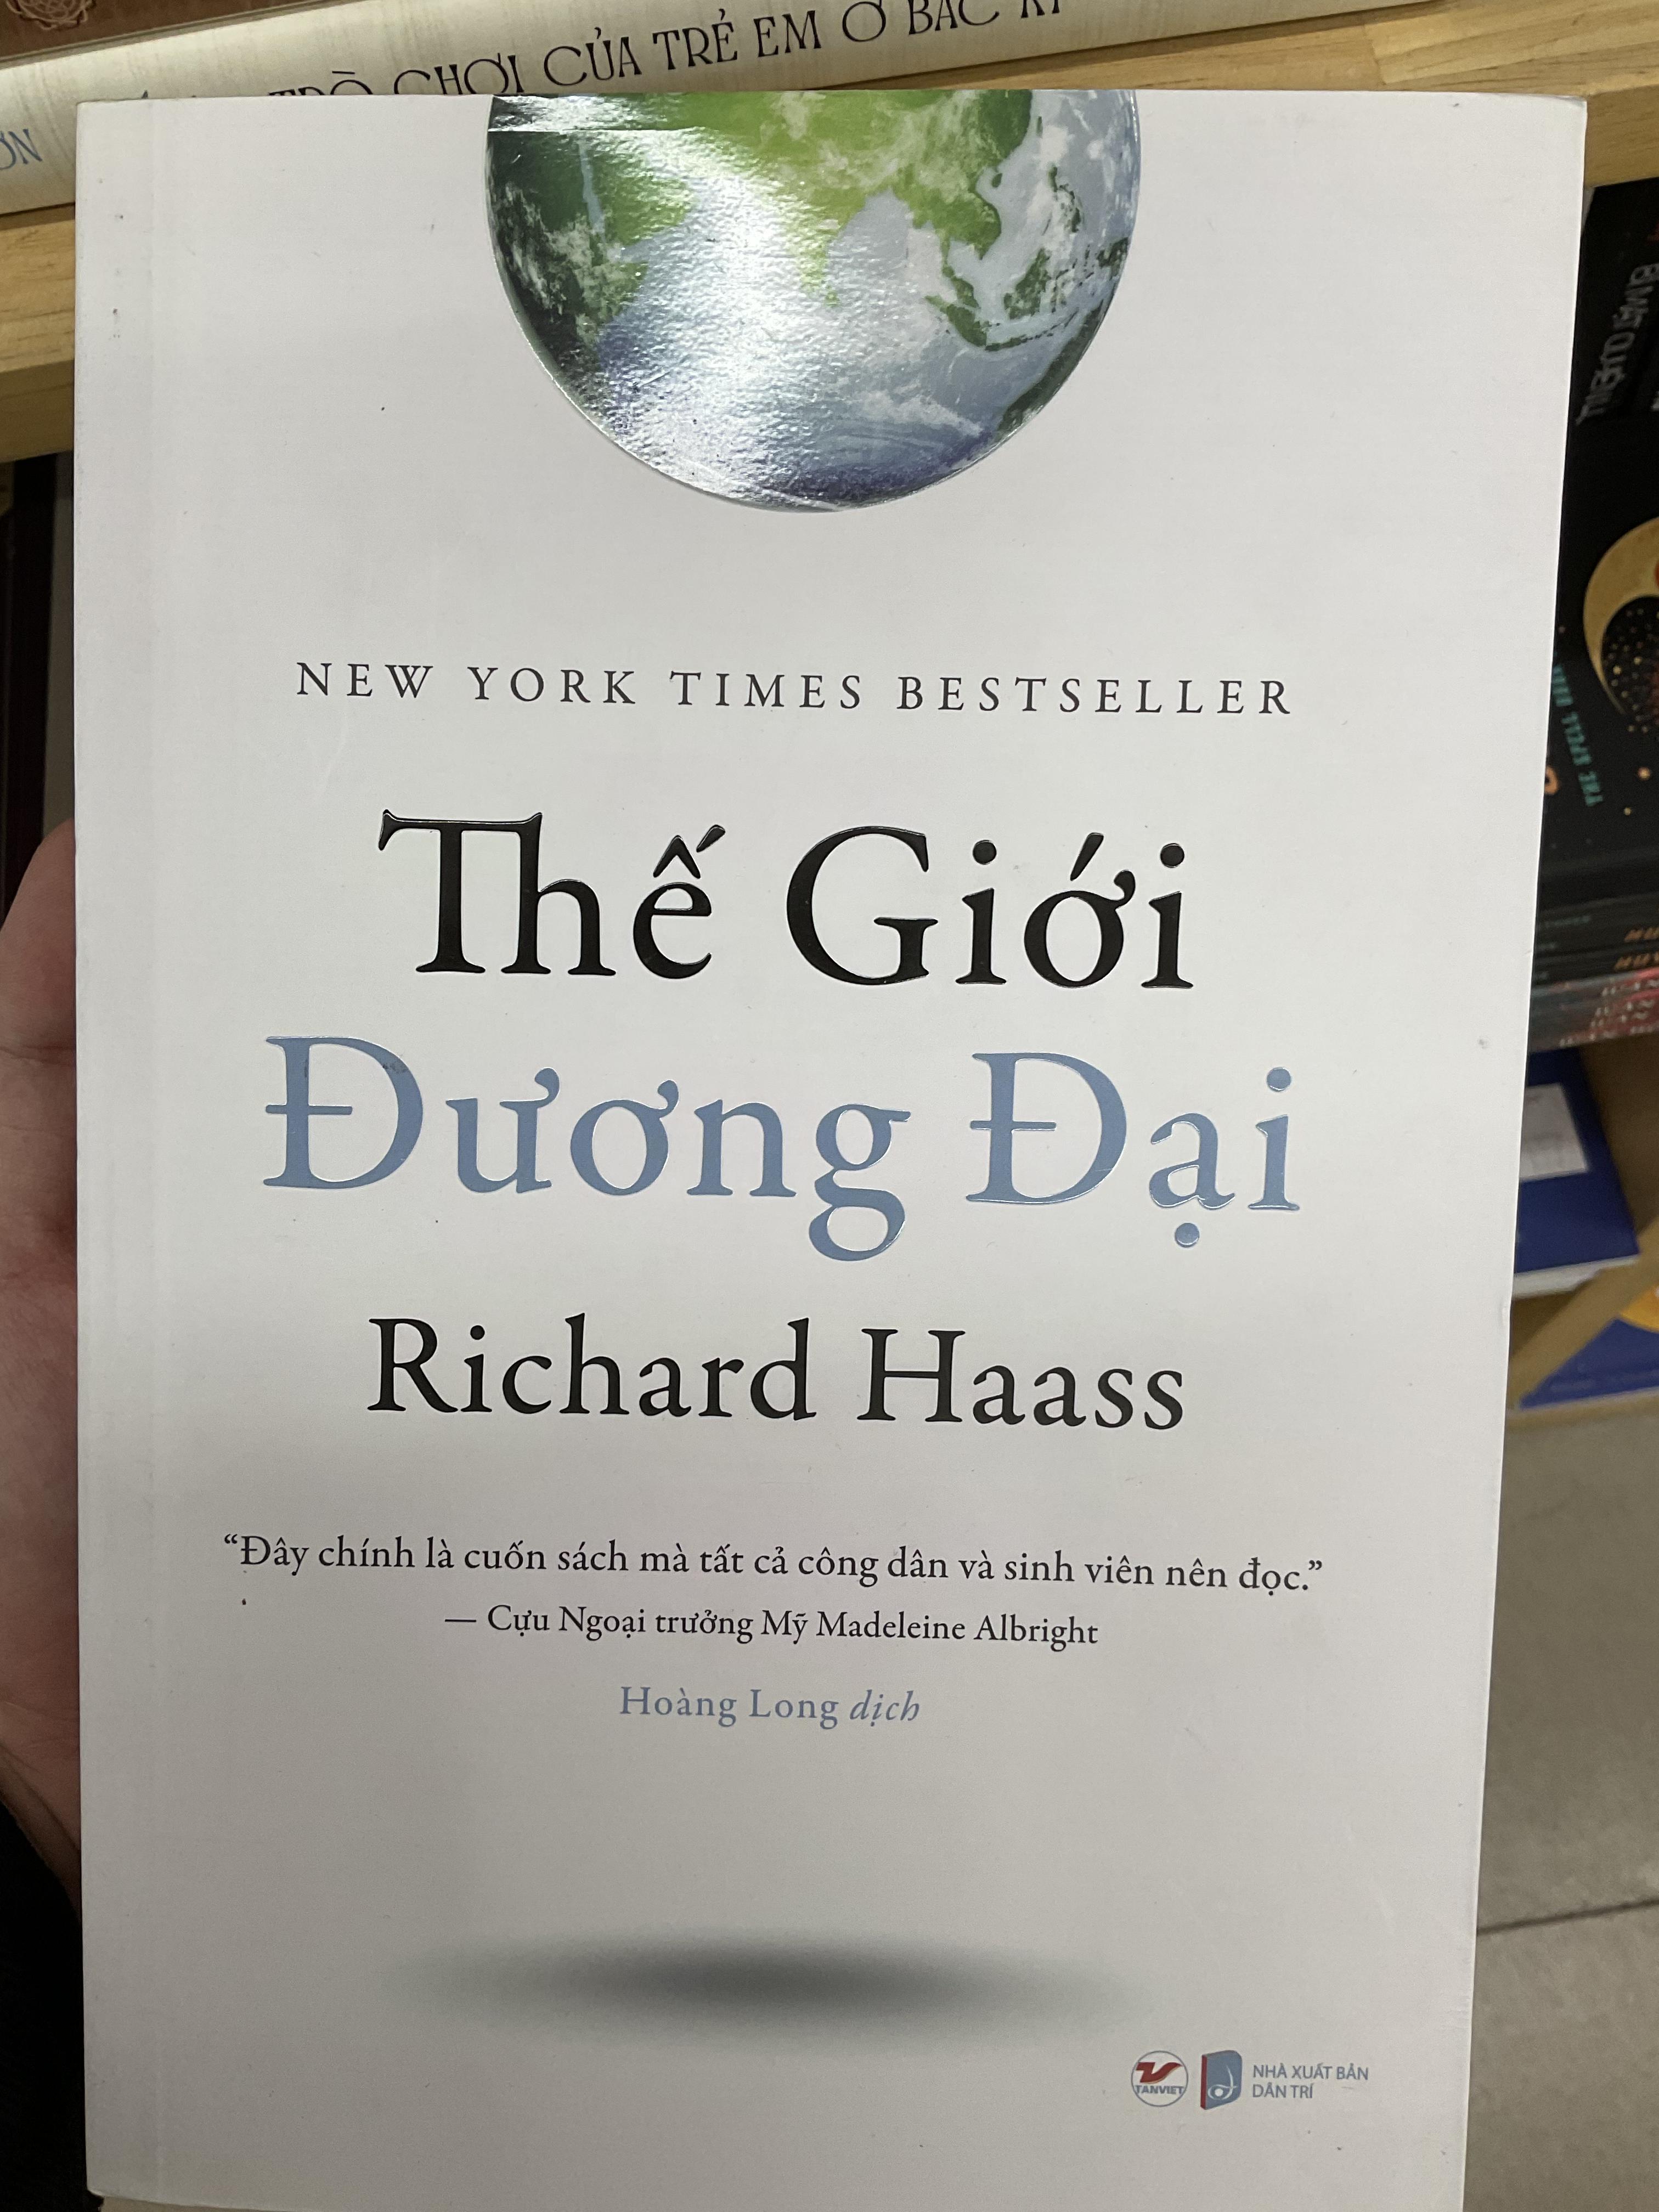 CHƠI CỦA TRẺ EM Ở BẮC KỲ
NEW YORK TIMES BESTSELLER
Thế Giới
Đương Đại
Richard Haass
“Đây chính là cuốn sách mà tất cả công dân và sinh viên nên đọc.”
— Cựu Ngoại trưởng Mỹ Madeleine Albright
Hoàng Long dịch
TANVIET
NHÀ XUẤT BẢN
DÂN TRÍ
THE SPELL